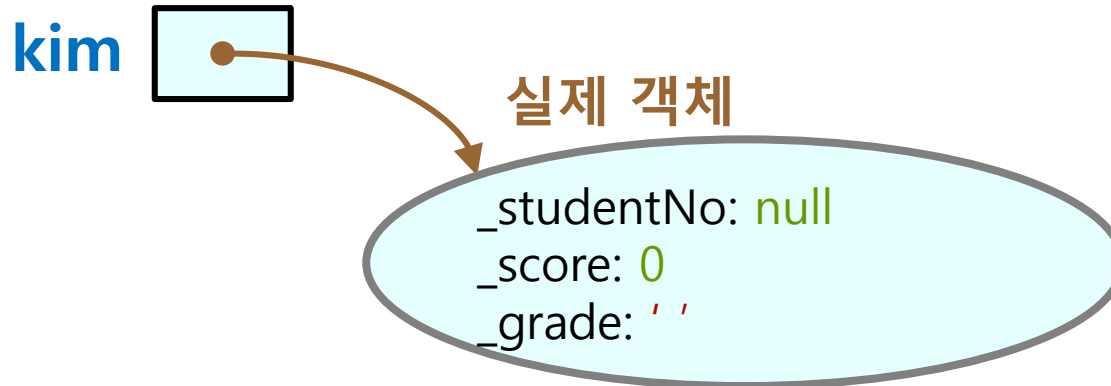 kim
실제 객체
_studentNo: null
_score: 0
_grade: ' '